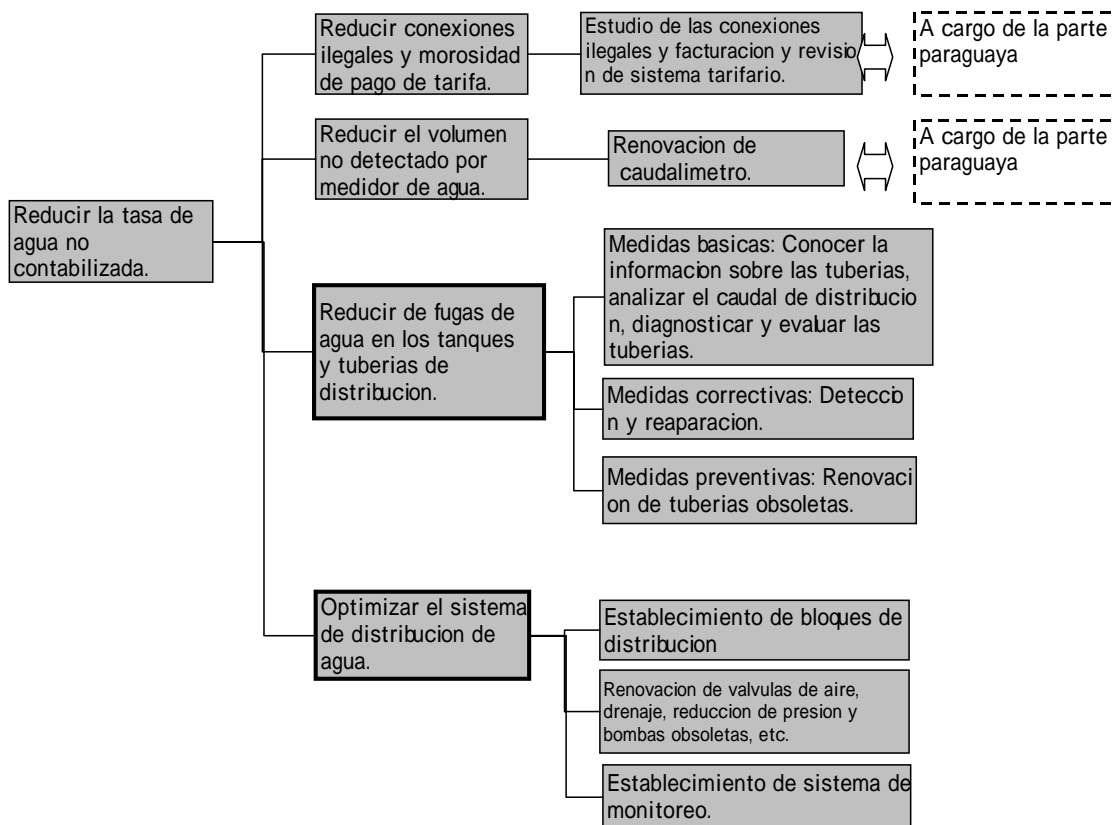 Reducir conexiones
ilegales y morosidad
de pago de tarifa.
Estudio de las conexiones
ilegales y facturacion y revisio
n de sistema tarifario.
A cargo de la parte
paraguaya
Reducir el volumen
no detectado por
medidor de agua.
Renovacion de
caudalimetro.
A cargo de la parte
paraguaya
Reducir la tasa de
agua no
contabilizada.
Reducir de fugas de
agua en los tanques
y tuberias de
distribucion.
Medidas basicas: Conocer la
informacion sobre las tuberias,
analizar el caudal de distribucio
n, diagnosticar y evaluar las
tuberias.
Medidas correctivas: Deteccio
n y reaparacion.
Medidas preventivas: Renovaci
on de tuberias obsoletas.
Optimizar el sistema
de distribucion de
agua.
Establecimiento de bloques de
distribucion
Renovacion de valvulas de aire,
drenaje, reduccion de presion y
bombas obsoletas, etc.
Establecimiento de sistema de
monitoreo.